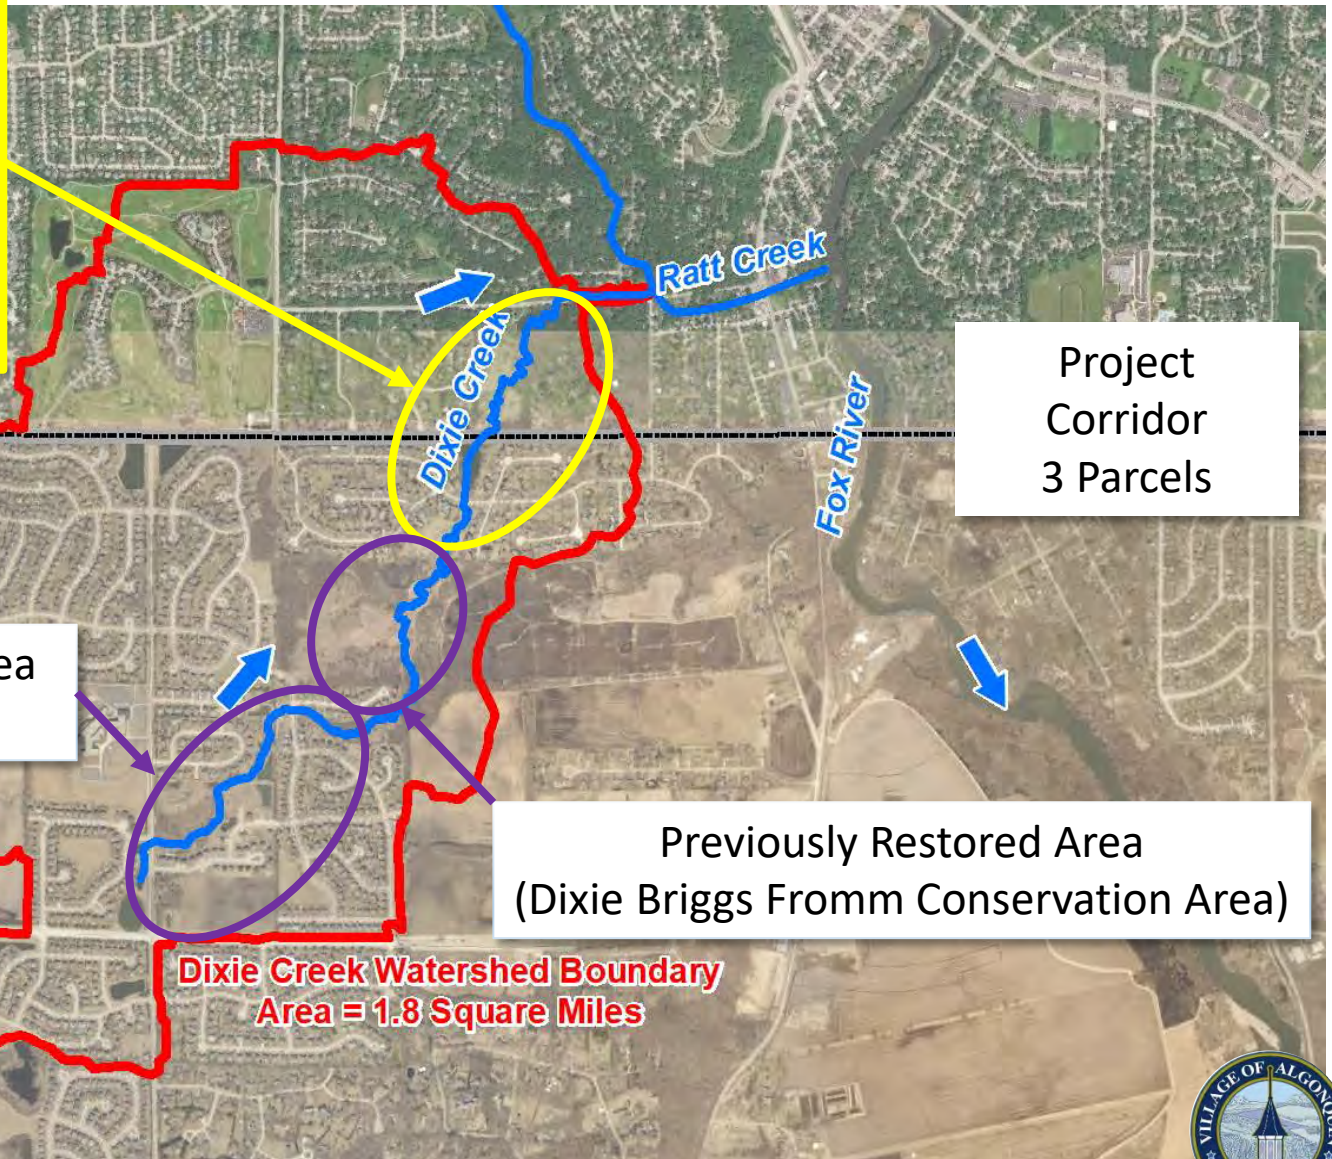 Ratt Creek
Dixie Creek
Fox River
Project
Corridor
3 Parcels
ea
Previously Restored Area
(Dixie Briggs Fromm Conservation Area)
Dixie Creek Watershed Boundary
Area = 1.8 Square Miles
VILLAGE OF ALGONQUIN